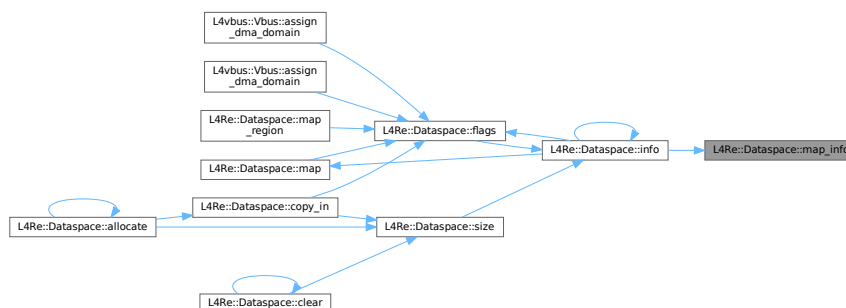 L4vbus::Vbus::assign
_dma_domain
L4vbus::Vbus::assign
_dma_domain
L4Re::Dataspace::map
_region
L4Re::Dataspace::flags
L4Re::Dataspace::info
L4Re::Dataspace::map_info
L4Re::Dataspace::map
L4Re::Dataspace::copy_in
L4Re::Dataspace::allocate
L4Re::Dataspace::size
L4Re::Dataspace::clear